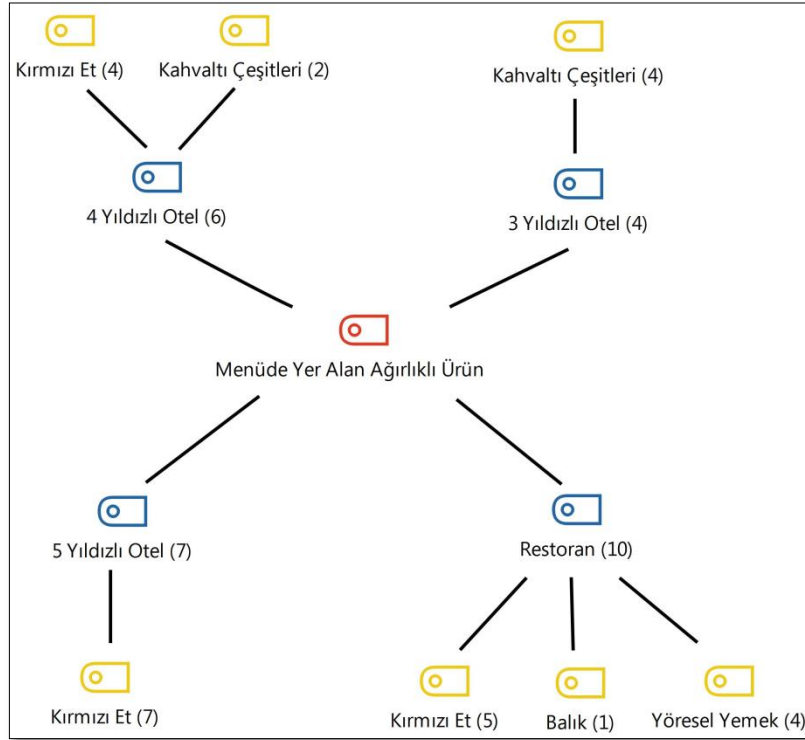 Kırmızı Et (4)
Kahvaltı Çeşitleri (2)
Kahvaltı Çeşitleri (4)
4 Yıldızlı Otel (6)
3 Yıldızlı Otel (4)
Menüde Yer Alan Ağırlıklı Ürün
5 Yıldızlı Otel (7)
Restoran (10)
Kırmızı Et (7)
Kırmızı Et (5)
Balık (1)
Yöresel Yemek (4)